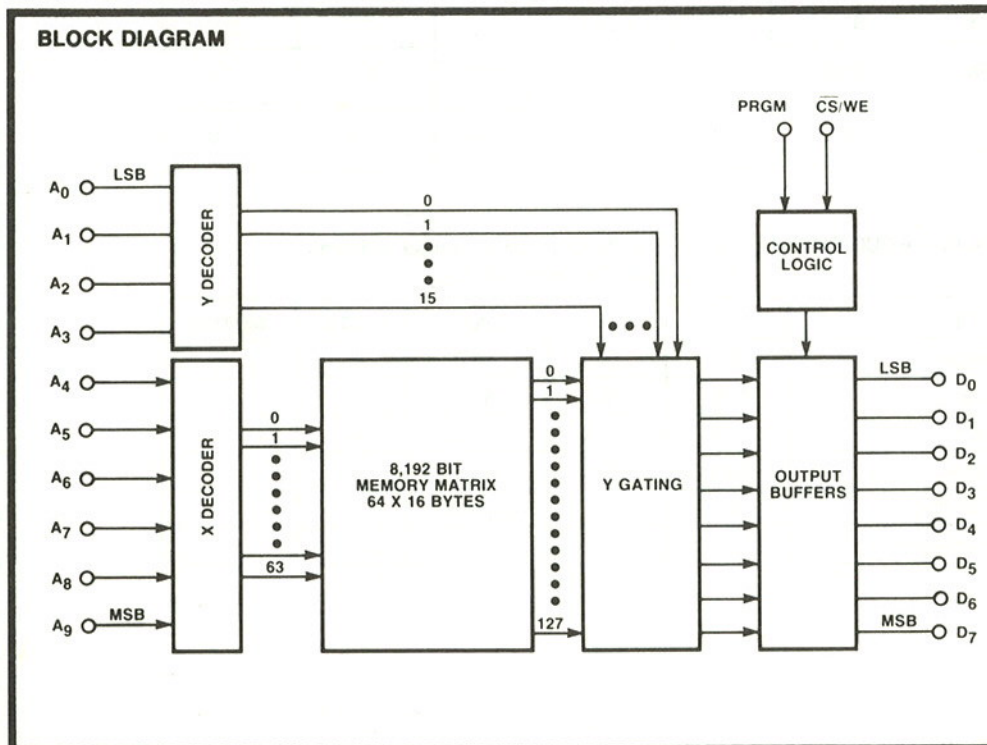 BLOCK DIAGRAM
PRGM
C̅S̅/WE
A0
LSB
A1
A2
A3
Y DECODER
0
1
15
CONTROL
LOGIC
A4
A5
A6
A7
A8
A9
MSB
X DECODER
0
1
63
8,192 BIT
MEMORY MATRIX
64 X 16 BYTES
0
1
127
Y GATING
OUTPUT
BUFFERS
LSB
D0
D1
D2
D3
D4
D5
D6
MSB
D7